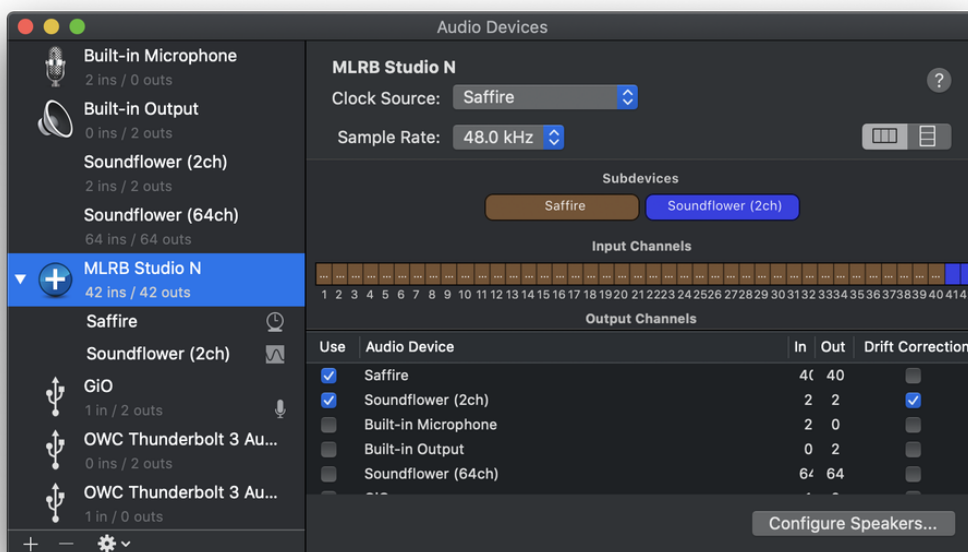 Audio Devices
Built-in Microphone
2 ins / 0 outs
Built-in Output
0 ins / 2 outs
Soundflower (2ch)
2 ins / 2 outs
Soundflower (64ch)
64 ins / 64 outs
MLRB Studio N
42 ins / 42 outs
Saffire
Soundflower (2ch)
GiO
1 in / 2 outs
OWC Thunderbolt 3 Au...
0 ins / 2 outs
OWC Thunderbolt 3 Au...
1 in / 0 outs
MLRB Studio N
?
Clock Source: Saffire
Sample Rate: 48.0 kHz
Subdevices
Saffire Soundflower (2ch)
Input Channels
1 2 3 4 5 6 7 8 9 10 11 12 13 14 15 16 17 18 19 20 21 22 23 24 25 26 27 28 29 30 31 32 33 34 35 36 37 38 39 40 41 4
Output Channels
Use Audio Device In Out Drift Correction
Saffire 40 40
Soundflower (2ch) 2 2
Built-in Microphone 2 0
Built-in Output 0 2
Soundflower (64ch) 64 64
Configure Speakers...